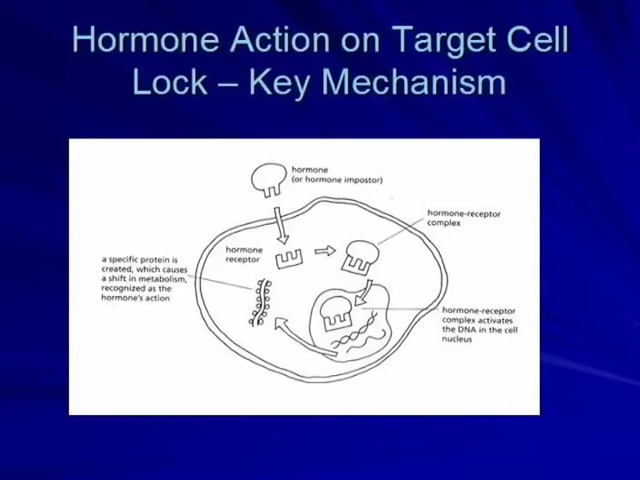 Hormone Action on Target Cell
Lock – Key Mechanism
hormone
(or hormone impostor)
hormone-receptor
complex
hormone
receptor
a specific protein is
created, which causes
a shift in metabolism,
recognized as the
hormone's action
hormone-receptor
complex activates
the DNA in the cell
nucleus